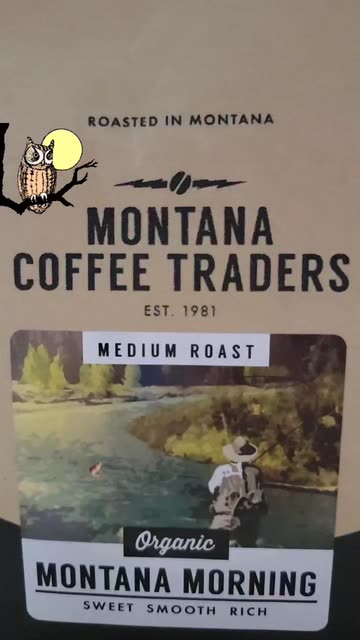 ROASTED IN MONTANA
MONTANA
COFFEE TRADERS
EST. 1981
MEDIUM ROAST
Organic
MONTANA MORNING
SWEET SMOOTH RICH